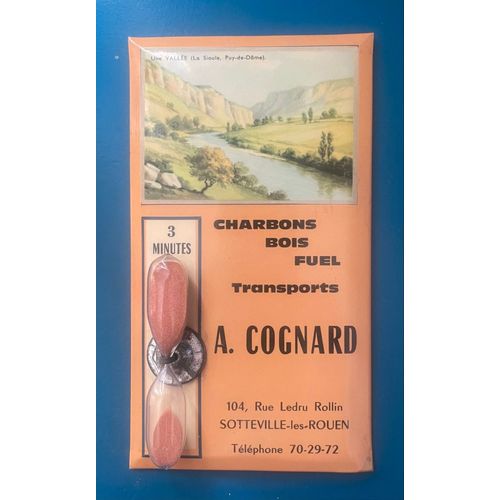 Une VALLÉE (La Sioule, Puy-de-Dôme).
CHARBONS
BOIS
FUEL
Transports
3
MINUTES
A. COGNARD
104, Rue Ledru Rollin
SOTTEVILLE-les-ROUEN
Téléphone 70-29-72